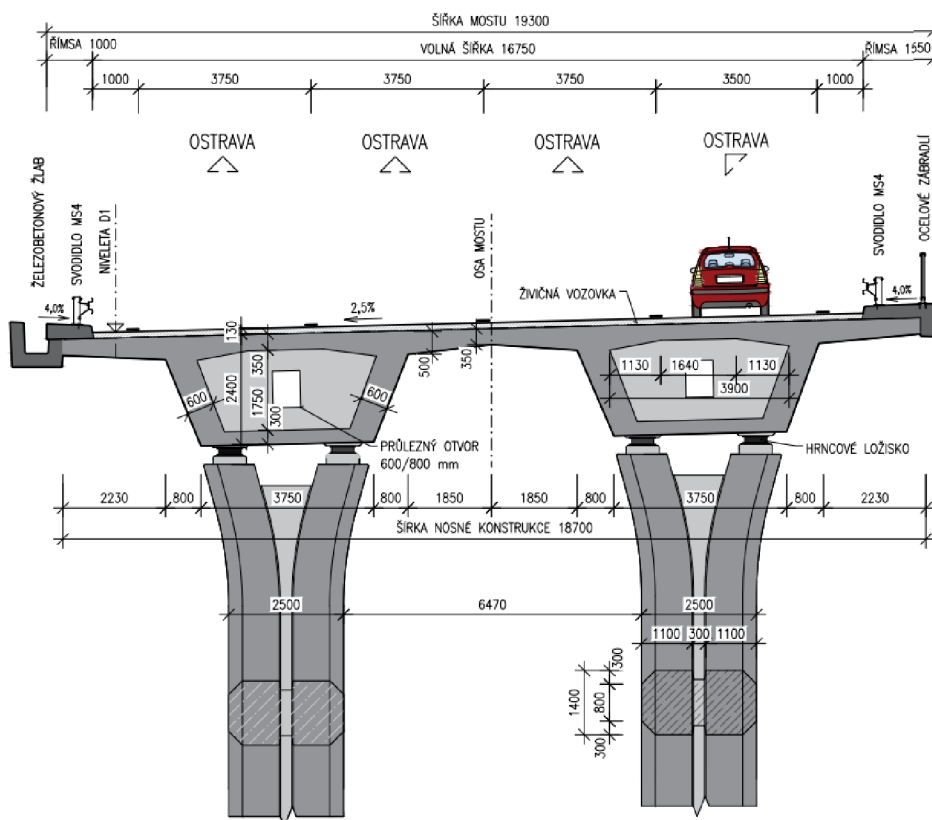 ŠÍŘKA MOSTU 19300
ŘÍMSA 1000
VOLNÁ ŠÍŘKA 16750
ŘÍMSA 1550
1000
3750
3750
3750
3500
1000
OSTRAVA
OSTRAVA
OSTRAVA
OSTRAVA
ŽELEZOBETONOVÝ ŽLAB
SVODIDLO MS4
NIVELETA D1
OSA MOSTU
SVODIDLO MS4
OCELOVÉ ZÁBRADLÍ
4,0%
2,5%
ŽIVIČNÁ VOZOVKA
4,0%
130
350
2400
1750
300
600
600
500
350
1130
1640
1130
3900
PRŮLEZNÝ OTVOR
600/800 mm
HRNCOVÉ LOŽISKO
2230
800
3750
800
1850
1850
800
3750
800
2230
ŠÍRKA NOSNÉ KONSTRUKCE 18700
2500
6470
2500
1100
300
1100
1400
300
800
300